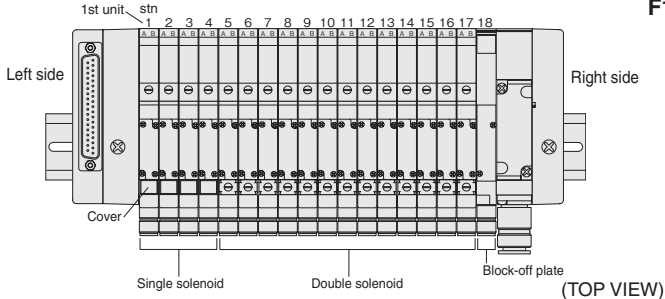 F1
1st unit stn
1 2 3 4 5 6 7 8 9 10 11 12 13 14 15 16 17 18
A B A B A B A B A B A B A B A B A B A B A B A B A B A B A B A B A B
Left side
Right side
Cover
Single solenoid
Double solenoid
Block-off plate
(TOP VIEW)